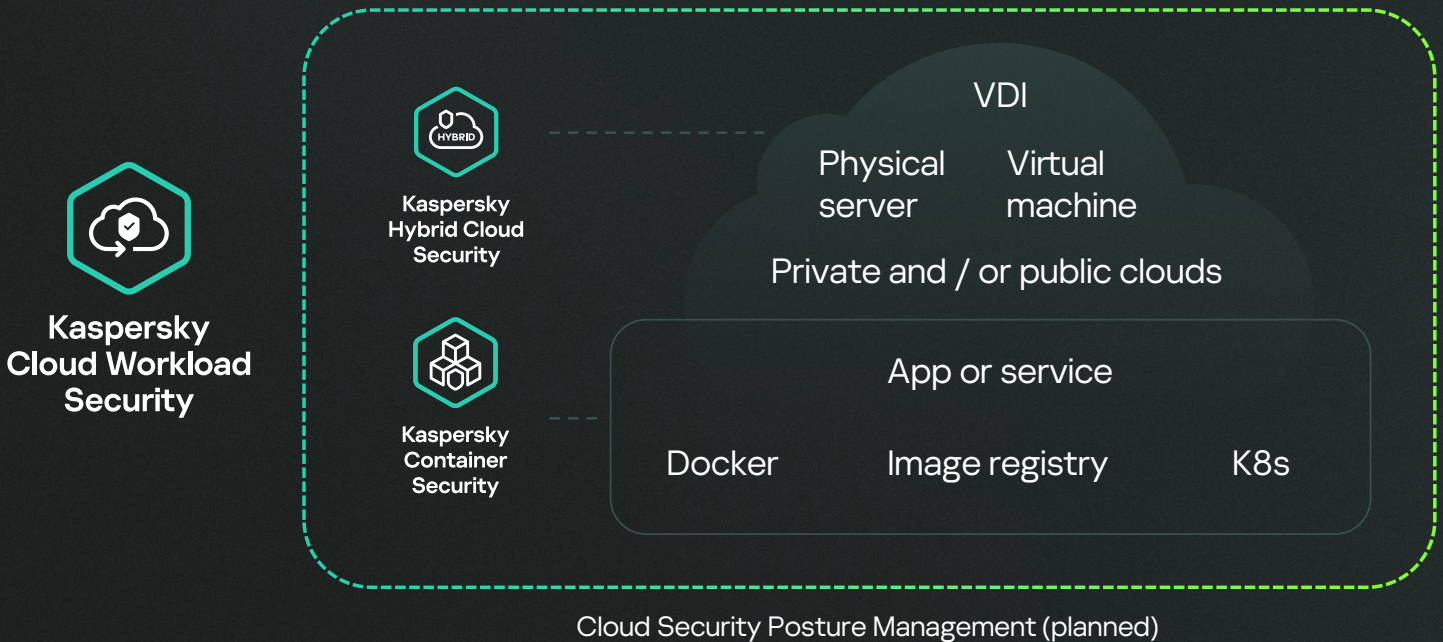 Kaspersky
Cloud Workload
Security
HYBRID
Kaspersky
Hybrid Cloud
Security
VDI
Physical
server
Virtual
machine
Private and / or public clouds
Kaspersky
Container
Security
App or service
Docker
Image registry
K8s
Cloud Security Posture Management (planned)